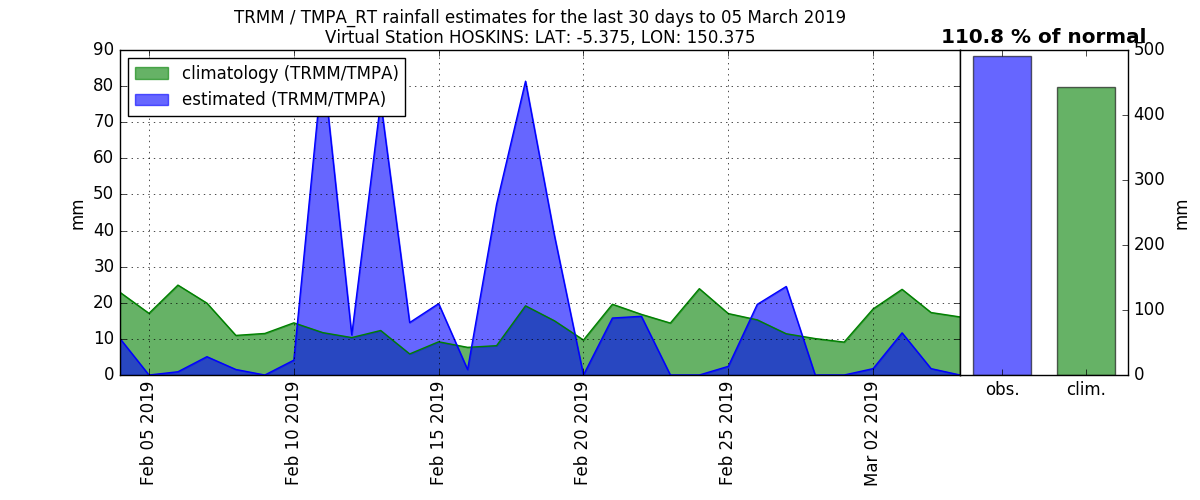 TRMM / TMPA_RT rainfall estimates for the last 30 days to 05 March 2019
Virtual Station HOSKINS: LAT: -5.375, LON: 150.375
110.8 % of normal
climatology (TRMM/TMPA)
estimated (TRMM/TMPA)
90
80
70
60
50
40
30
20
10
0
mm
Feb 05 2019
Feb 10 2019
Feb 15 2019
Feb 20 2019
Feb 25 2019
Mar 02 2019
obs.
clim.
500
400
300
200
100
0
mm